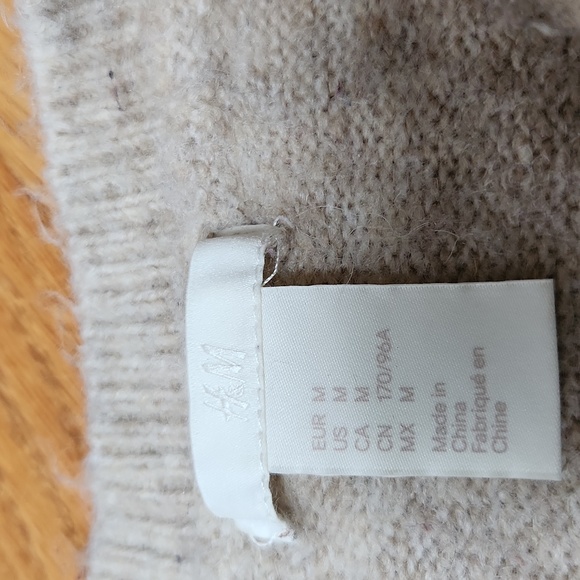 H&M
EUR M
US M
CA M
CN 170/96A
MX M
Made in
China
Fabriqué en
Chine